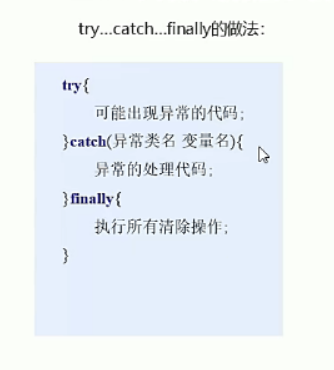 try...catch...finally的做法：
try{
可能出现异常的代码;
}catch(异常类名 变量名){
异常的处理代码;
}finally{
执行所有清除操作;
}